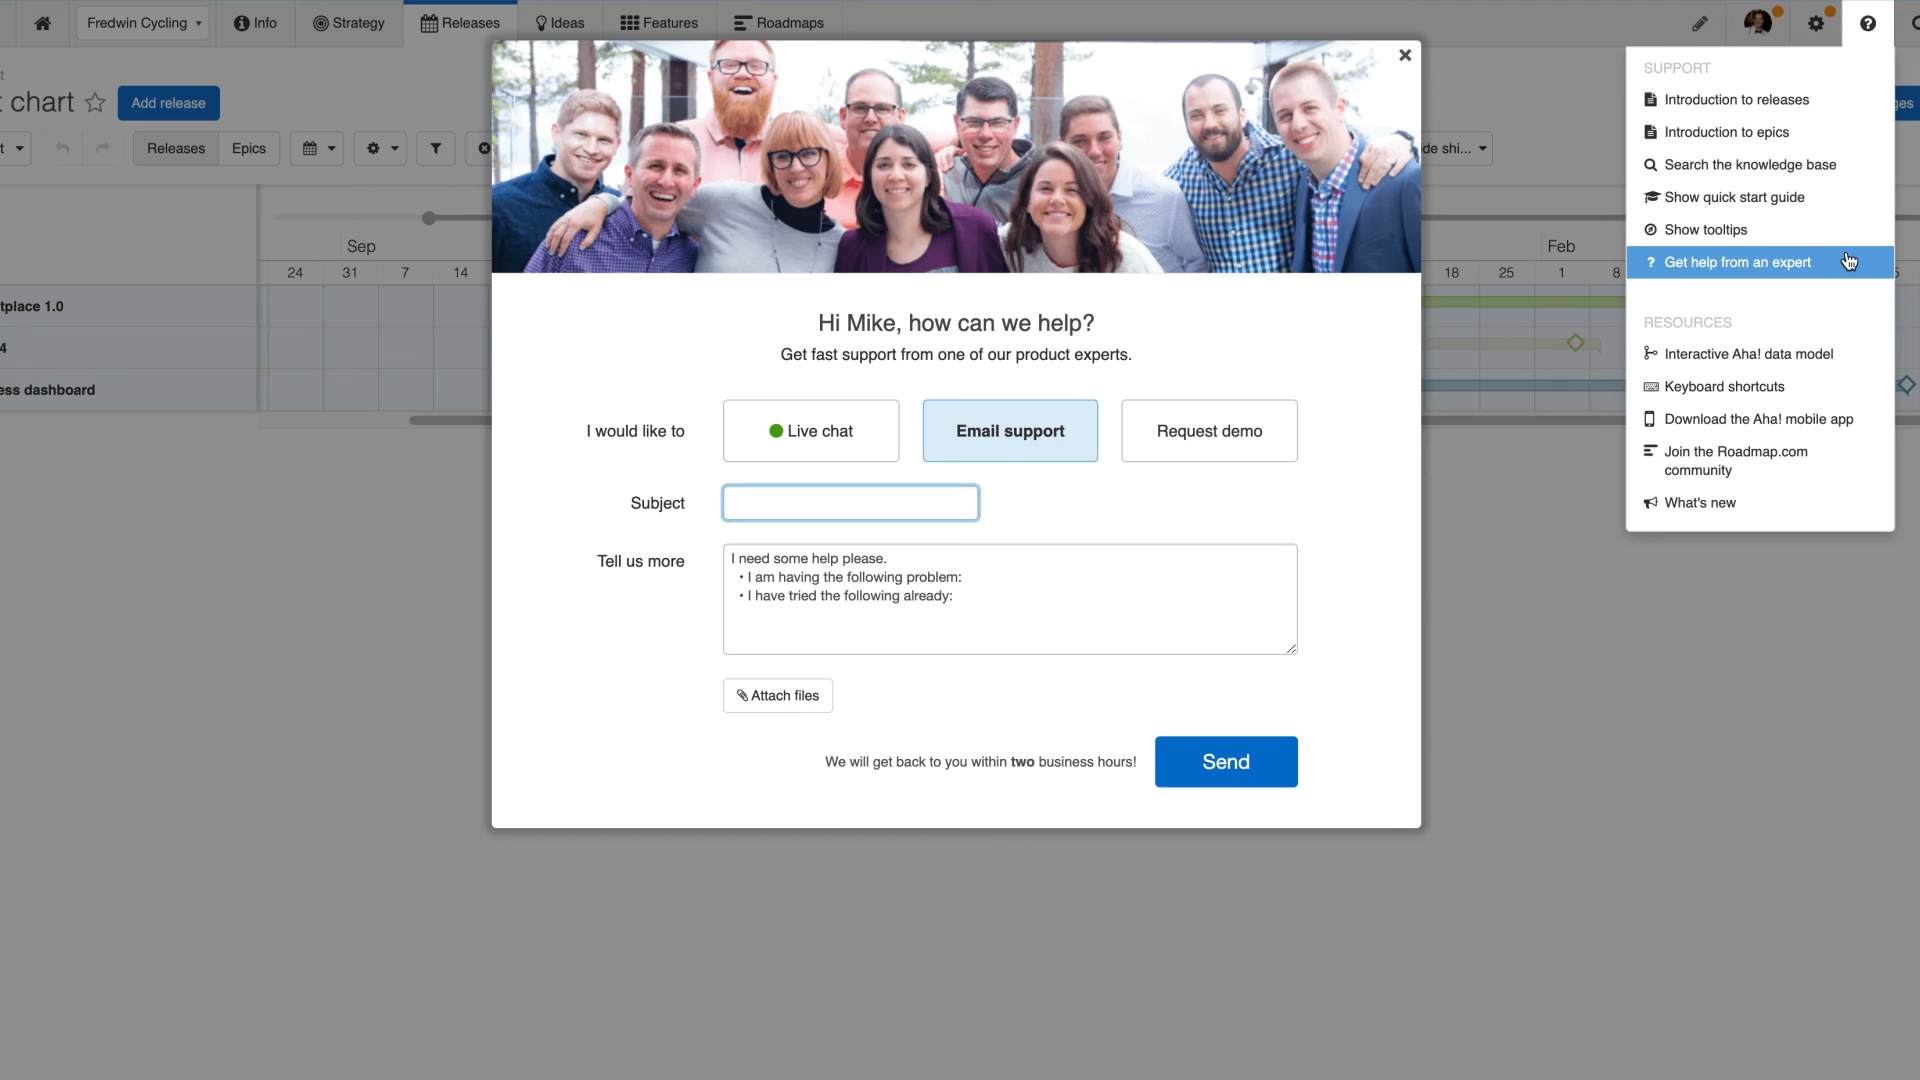 Fredwin Cycling
Info
Strategy
Releases
Ideas
Features
Roadmaps
chart
Add release
Releases
Epics
de shi...
Sep
24 31 7 14
Feb
18 25 1 8
tplace 1.0
4
ess dashboard
Hi Mike, how can we help?
Get fast support from one of our product experts.
I would like to
Live chat
Email support
Request demo
Subject
Tell us more
I need some help please.
• I am having the following problem:
• I have tried the following already:
Attach files
We will get back to you within two business hours!
Send
SUPPORT
Introduction to releases
Introduction to epics
Search the knowledge base
Show quick start guide
Show tooltips
? Get help from an expert
RESOURCES
Interactive Aha! data model
Keyboard shortcuts
Download the Aha! mobile app
Join the Roadmap.com
community
What's new